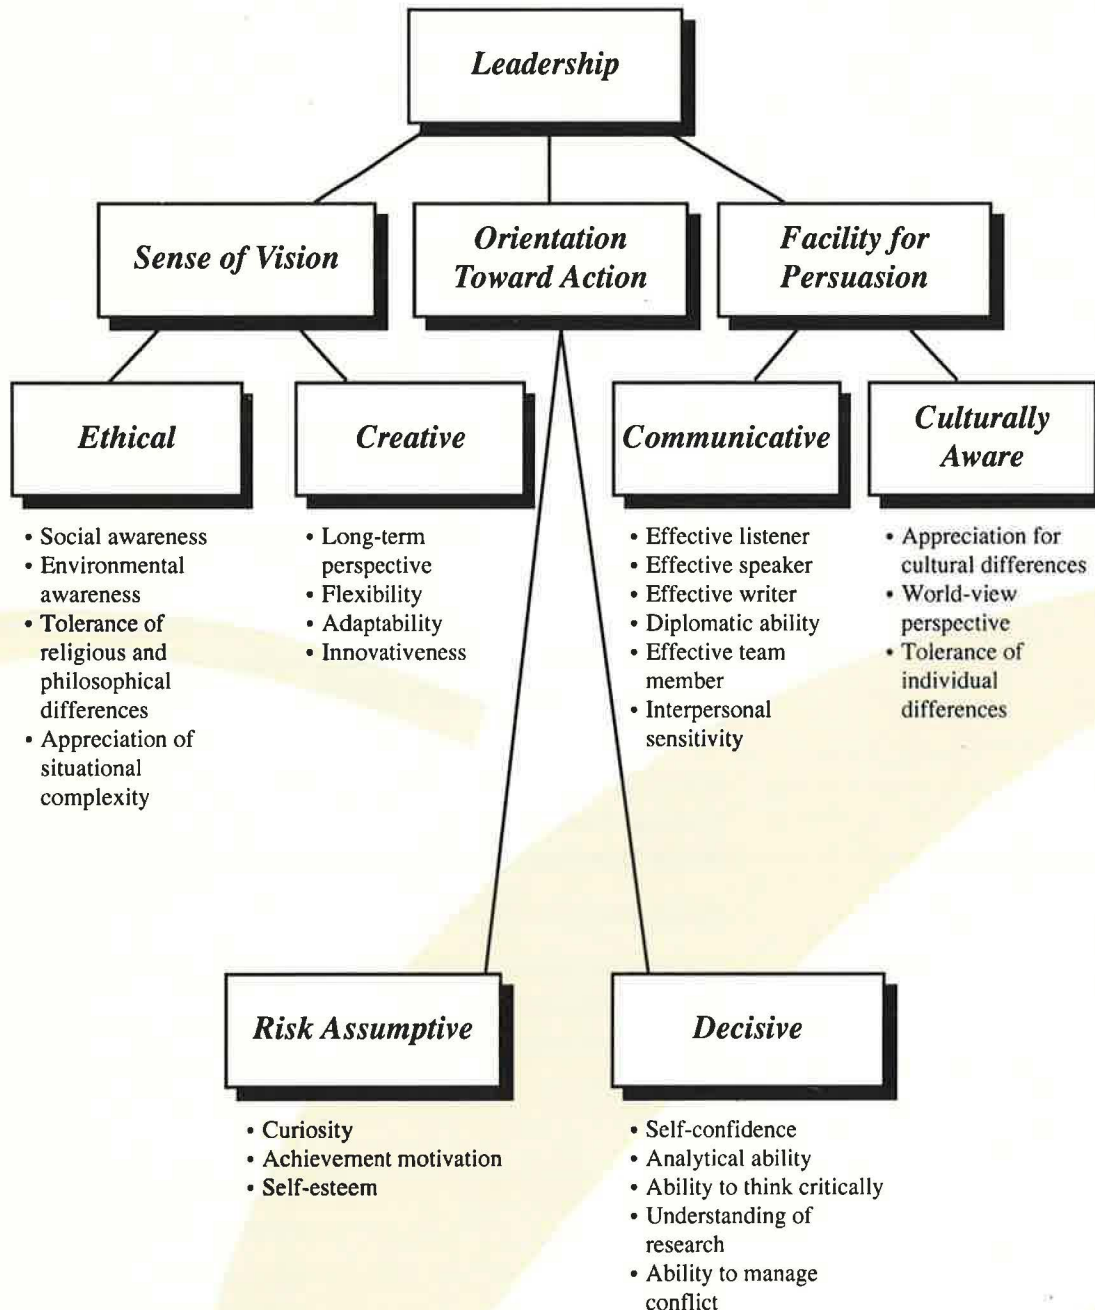 Leadership
Sense of Vision
Orientation
Toward Action
Facility for
Persuasion
Ethical
Creative
Communicative
Culturally
Aware
• Social awareness
• Environmental
awareness
• Tolerance of
religious and
philosophical
differences
• Appreciation of
situational
complexity
• Long-term
perspective
• Flexibility
• Adaptability
• Innovativeness
• Effective listener
• Effective speaker
• Effective writer
• Diplomatic ability
• Effective team
member
• Interpersonal
sensitivity
• Appreciation for
cultural differences
• World-view
perspective
• Tolerance of
individual
differences
Risk Assumptive
Decisive
• Curiosity
• Achievement motivation
• Self-esteem
• Self-confidence
• Analytical ability
• Ability to think critically
• Understanding of
research
• Ability to manage
conflict